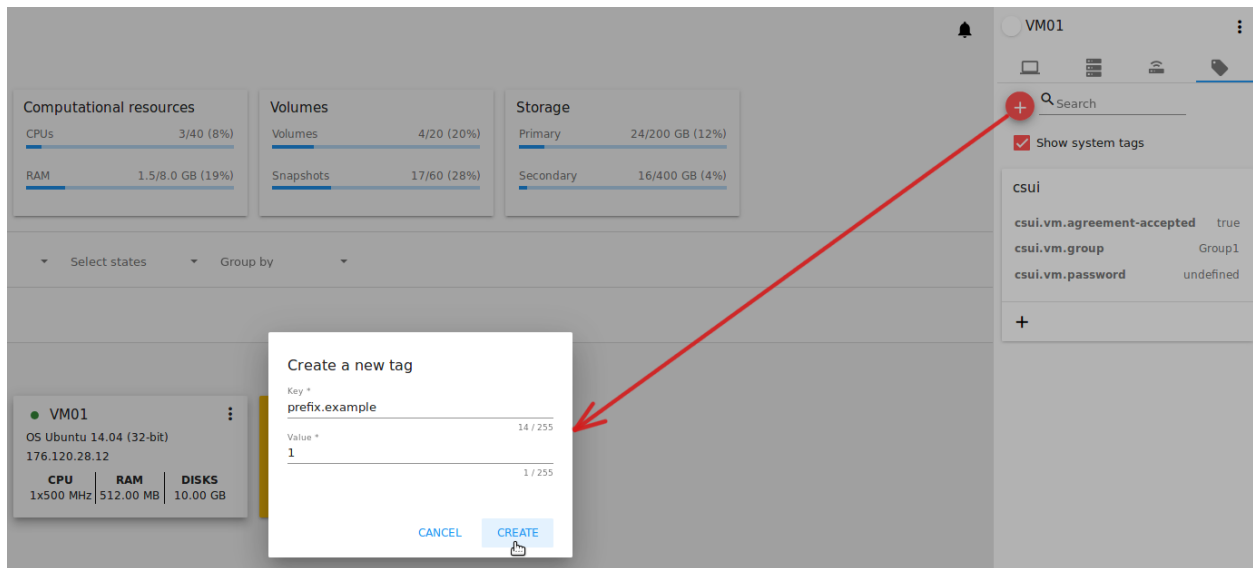 VM01
Search
Show system tags
Computational resources
CPUs 3/40 (8%)
RAM 1.5/8.0 GB (19%)
Volumes
Volumes 4/20 (20%)
Snapshots 17/60 (28%)
Storage
Primary 24/200 GB (12%)
Secondary 16/400 GB (4%)
csui
csui.vm.agreement-accepted true
csui.vm.group Group1
csui.vm.password undefined
+
Select states Group by
Create a new tag
Key *
prefix.example
14 / 255
Value *
1
1 / 255
CANCEL CREATE
VM01
OS Ubuntu 14.04 (32-bit)
176.120.28.12
CPU RAM DISKS
1x500 MHz 512.00 MB 10.00 GB